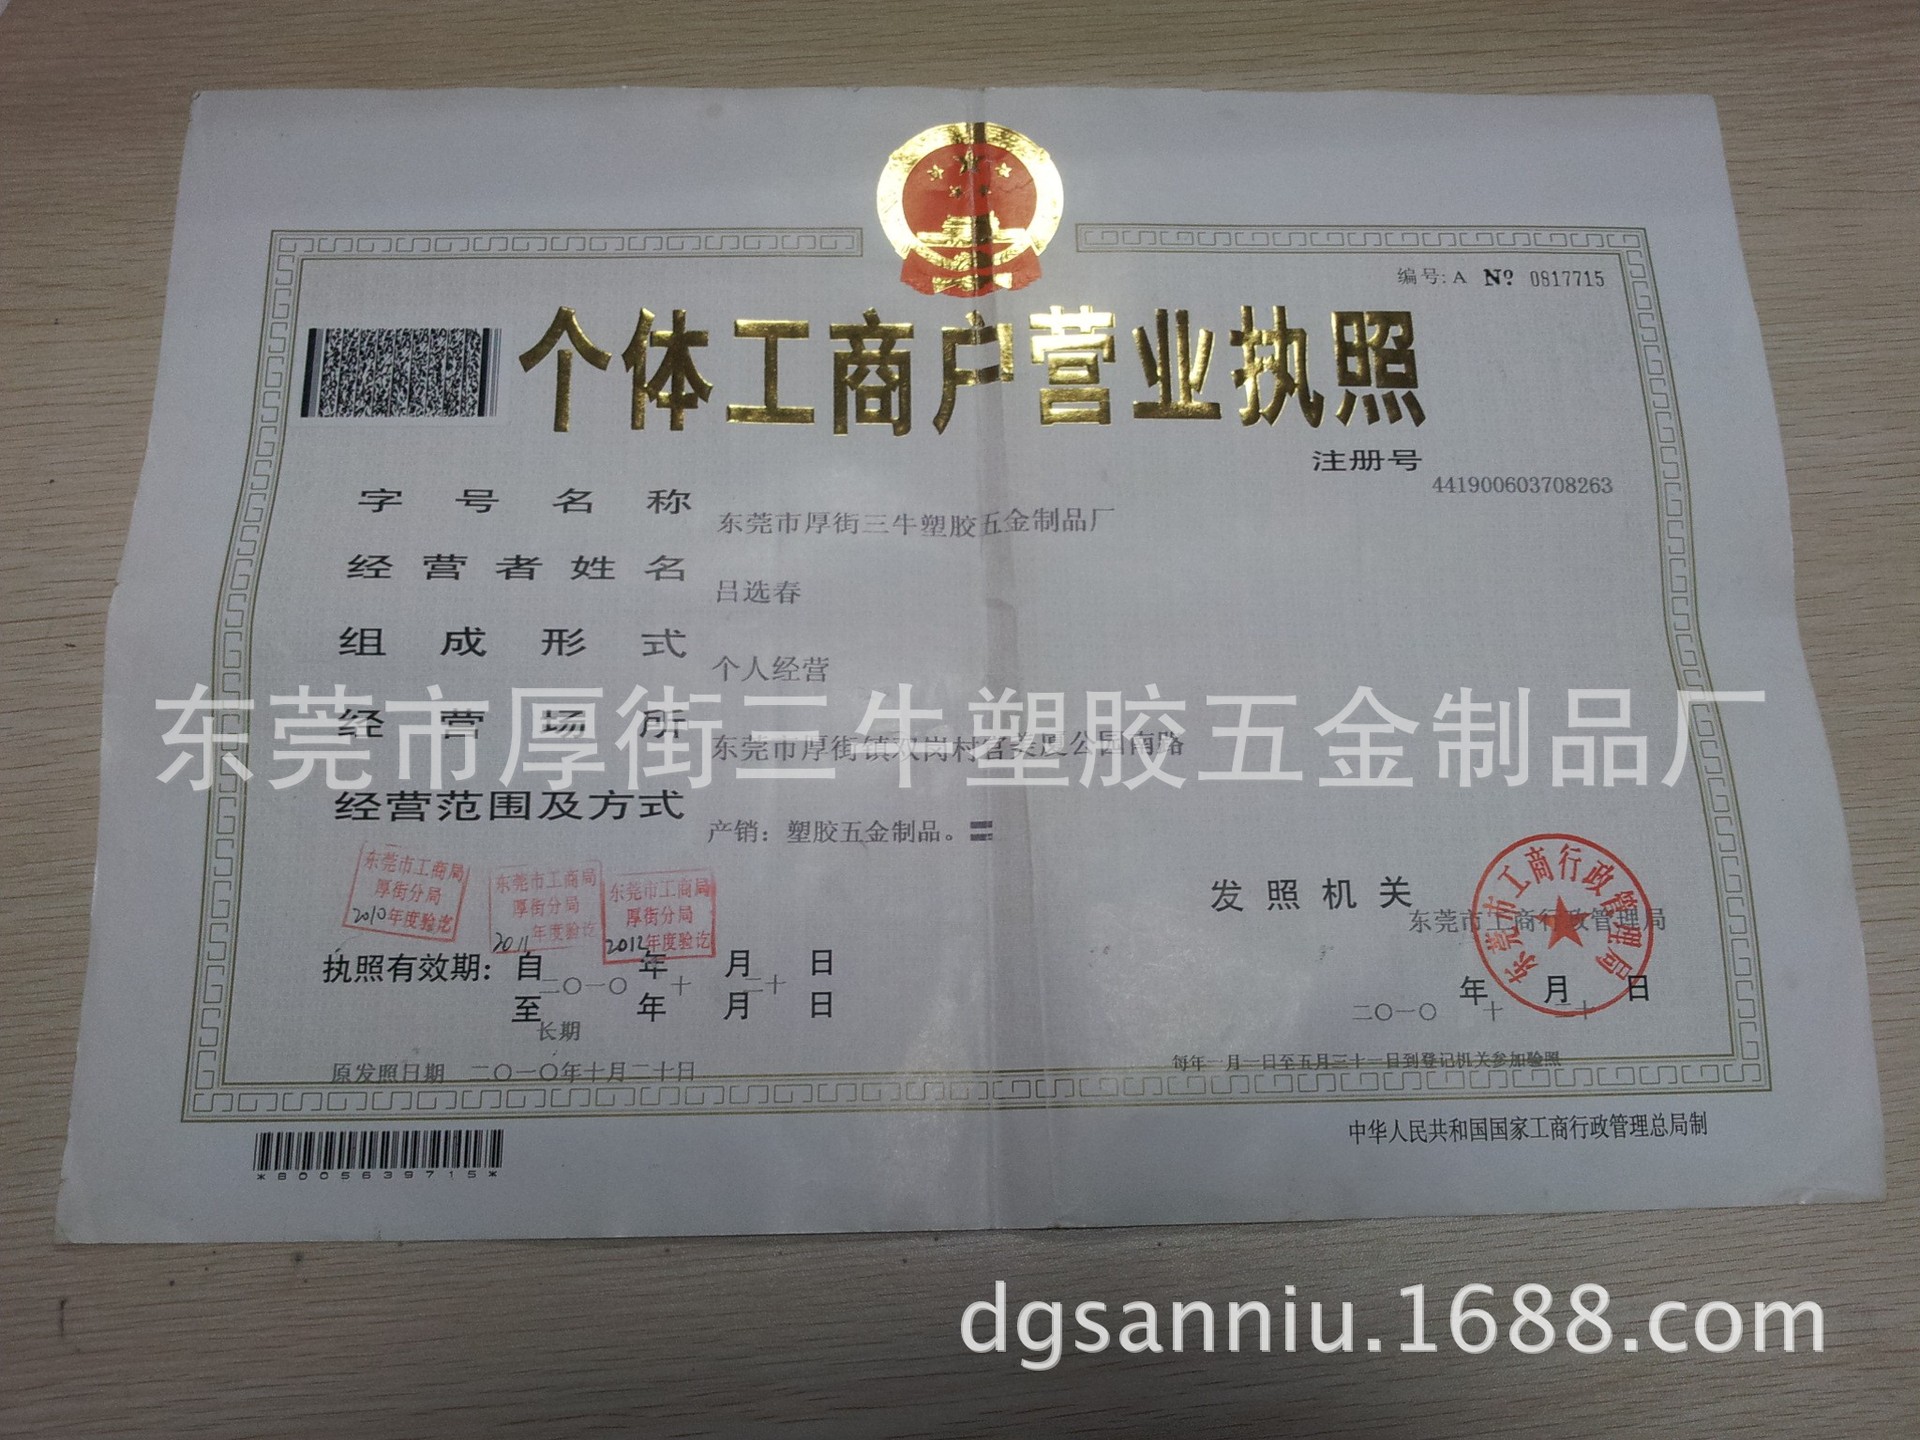 编号: A № 0817715
个体工商户营业执照
注册号
441900603708263
字号名称 东莞市厚街三牛塑胶五金制品厂
经营者姓名 吕选春
组成形式 个人经营
东莞市厚街三牛塑胶五金制品厂
经营场所 东莞市厚街镇双岗村 公园南路
经营范围及方式 产销：塑胶五金制品。
东莞市工商局
厚街分局
2010年度验讫
东莞市工商局
厚街分局
2011年度验讫
东莞市工商局
厚街分局
2012年度验讫
发照机关 东莞市工商行政管理局
东莞市工商行政管理局
执照有效期: 自二〇一〇年十月二十日
至 年 月 日
长期
二〇一〇年十月二十日
原发照日期 二〇一〇年十月二十日
每年一月一日至五月三十一日到登记机关参加验照
中华人民共和国国家工商行政管理总局制
*8005639715*
dgsanniu.1688.com